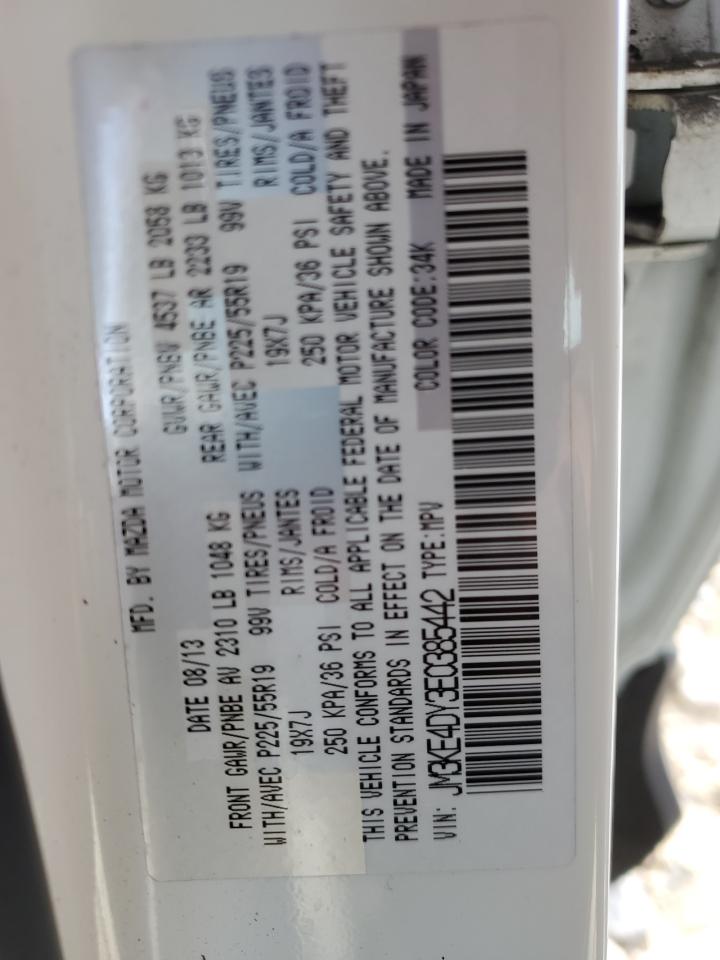 MFD. BY MAZDA MOTOR CORPORATION
DATE 08/13 GVWR/PNBV 4537 LB 2058 KG
FRONT GAWR/PNBE AV 2310 LB 1048 KG REAR GAWR/PNBE AR 2233 LB 1013 KG
WITH/AVEC P225/55R19 99V TIRES/PNEUS WITH/AVEC P225/55R19 99V TIRES/PNEUS
19X7J RIMS/JANTES 19X7J RIMS/JANTES
250 KPA/36 PSI COLD/A FROID 250 KPA/36 PSI COLD/A FROID
THIS VEHICLE CONFORMS TO ALL APPLICABLE FEDERAL MOTOR VEHICLE SAFETY AND THEFT
PREVENTION STANDARDS IN EFFECT ON THE DATE OF MANUFACTURE SHOWN ABOVE.
VIN: JM3KE4DY3E0385442 TYPE:MPV COLOR CODE:34K MADE IN JAPAN